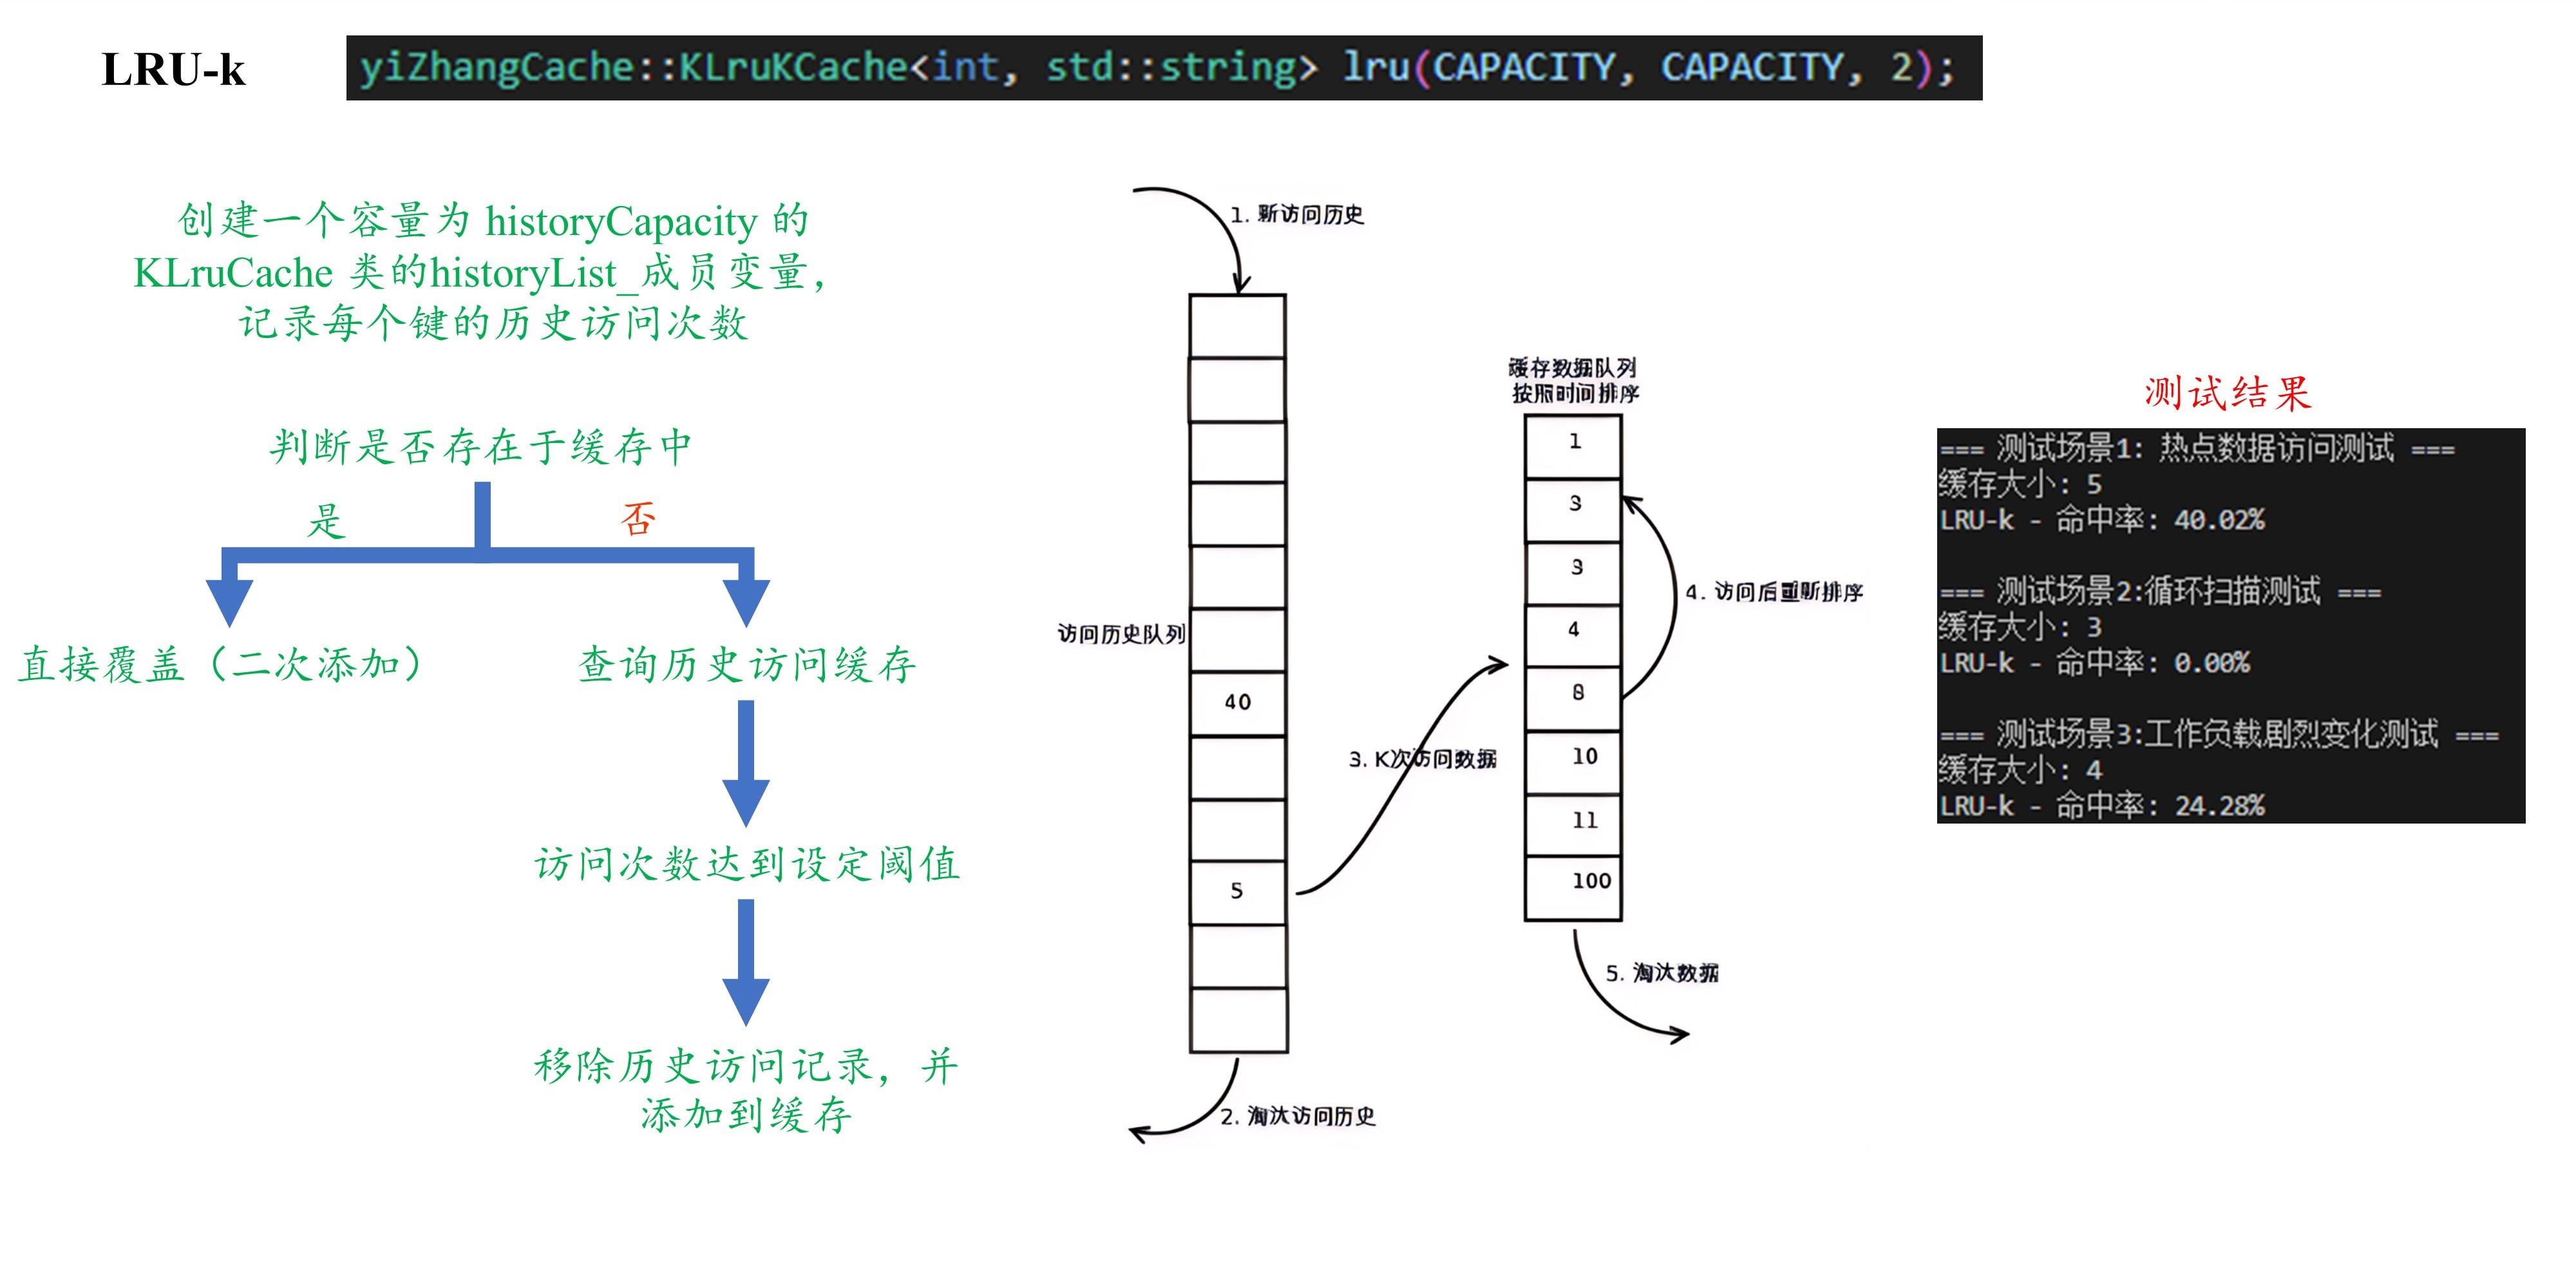 LRU-k
yiZhangCache::KLruKCache<int, std::string> lru(CAPACITY, CAPACITY, 2);
创建一个容量为 historyCapacity 的
KLruCache 类的historyList_成员变量，
记录每个键的历史访问次数
判断是否存在于缓存中
是
否
直接覆盖（二次添加）
查询历史访问缓存
访问次数达到设定阈值
移除历史访问记录，并
添加到缓存
1. 新访问历史
访问历史队列
40
5
2. 淘汰访问历史
3. K次访问数据
缓存数据队列
按照时间排序
1
3
3
4
8
10
11
100
4. 访问后重新排序
5. 淘汰数据
测试结果
=== 测试场景1: 热点数据访问测试 ===
缓存大小: 5
LRU-k - 命中率: 40.02%
=== 测试场景2:循环扫描测试 ===
缓存大小: 3
LRU-k - 命中率: 0.00%
=== 测试场景3:工作负载剧烈变化测试 ===
缓存大小: 4
LRU-k - 命中率: 24.28%